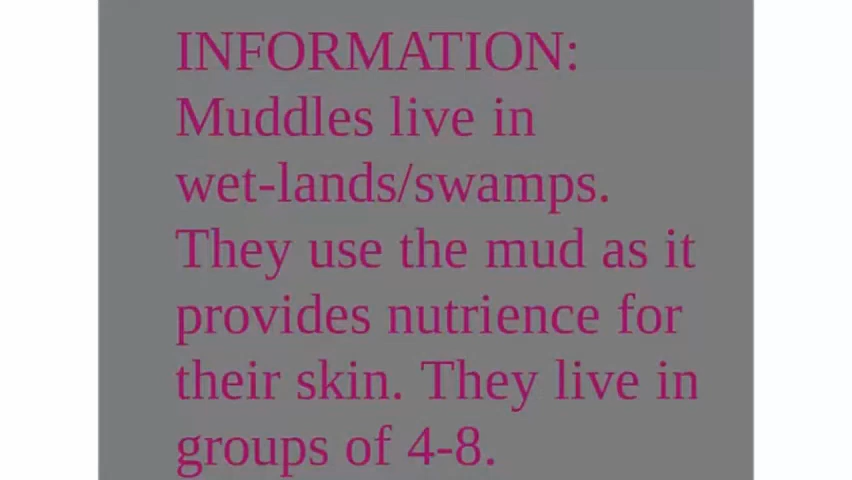 INFORMATION:
Muddles live in
wet-lands/swamps.
They use the mud as it
provides nutrience for
their skin. They live in
groups of 4-8.